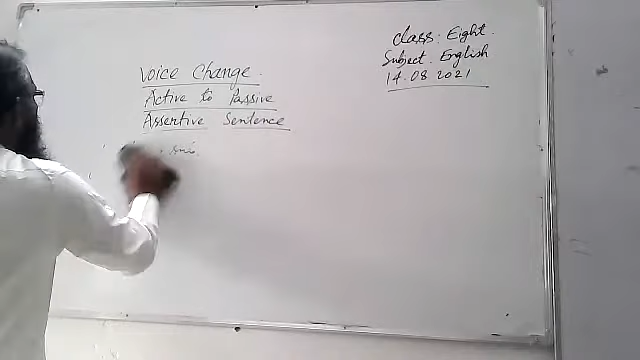 Class: Eight.
Subject. English
14.08 2021
Voice Change.
Active to Passive
Assertive Sentence